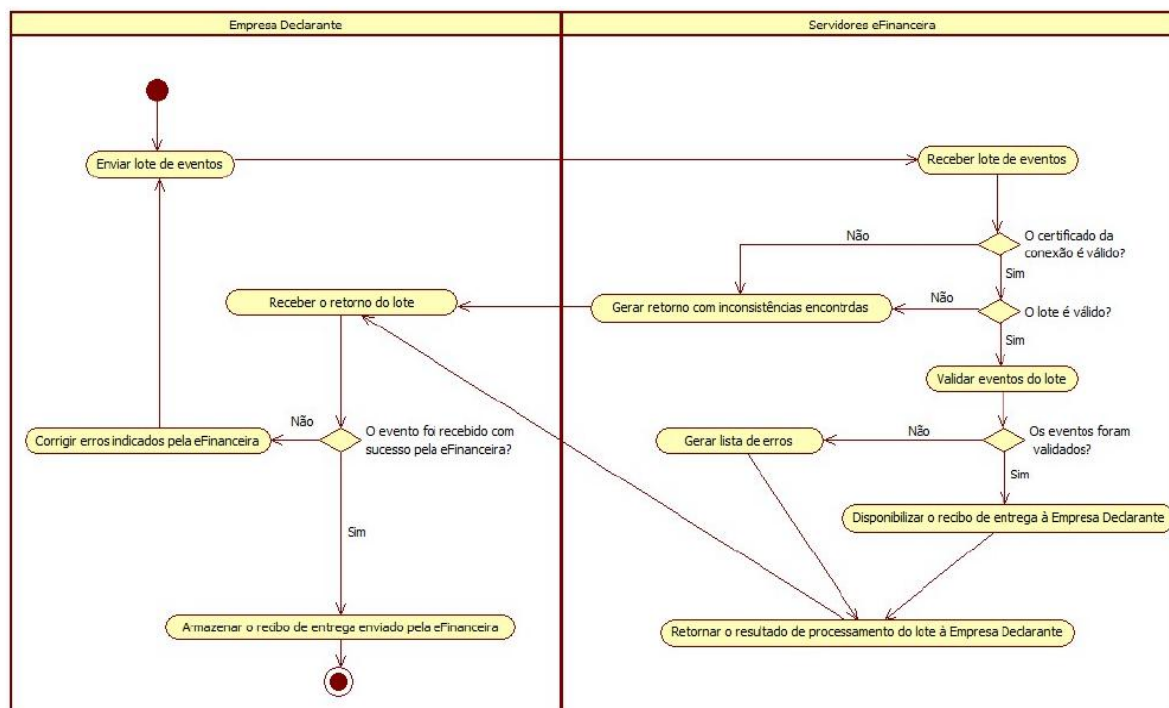 Empresa Declarante
Servidores eFinanceira
Enviar lote de eventos
Receber lote de eventos
Não
O certificado da
conexão é válido?
Sim
Receber o retorno do lote
Gerar retorno com inconsistências encontrdas
Não
O lote é válido?
Sim
Validar eventos do lote
Corrigir erros indicados pela eFinanceira
Não
O evento foi recebido com
sucesso pela eFinanceira?
Gerar lista de erros
Não
Os eventos foram
validados?
Sim
Disponibilizar o recibo de entrega à Empresa Declarante
Sim
Armazenar o recibo de entrega enviado pela eFinanceira
Retornar o resultado de processamento do lote à Empresa Declarante